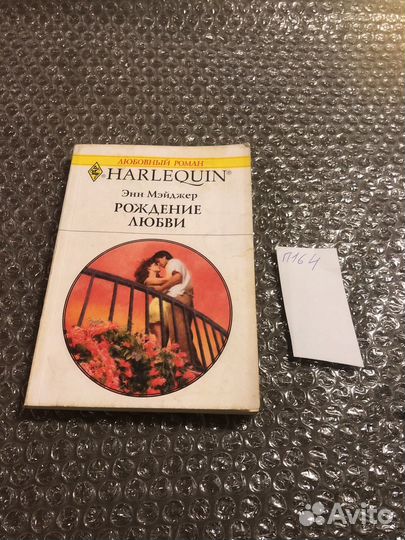 ЛЮБОВНЫЙ РОМАН
HARLEQUIN®
Энн Мэйджер
РОЖДЕНИЕ
ЛЮБВИ
П164
Avito